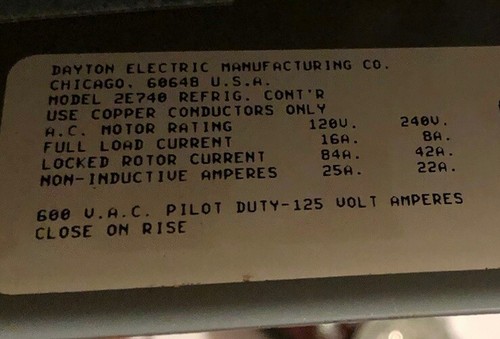 DAYTON ELECTRIC MANUFACTURING CO.
CHICAGO, 60648 U.S.A.
MODEL 2E740 REFRIG. CONT'R
USE COPPER CONDUCTORS ONLY
A.C. MOTOR RATING 120V. 240V.
FULL LOAD CURRENT 16A. 8A.
LOCKED ROTOR CURRENT 84A. 42A.
NON-INDUCTIVE AMPERES 25A. 22A.
600 V.A.C. PILOT DUTY-125 VOLT AMPERES
CLOSE ON RISE